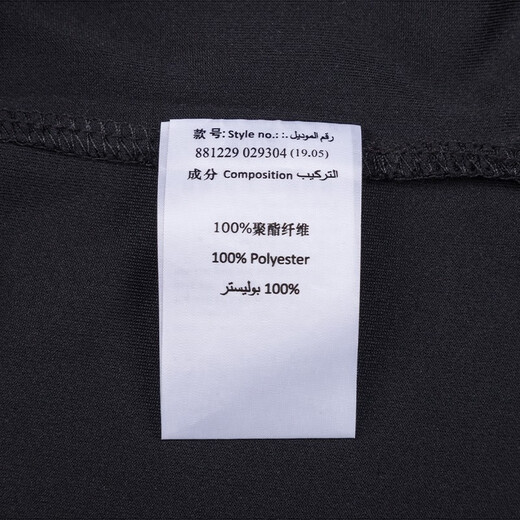 款 号: Style no.: :. رقم الموديل
881229 029304 (19.05)
成分 Composition التركيب
100%聚酯纤维
100% Polyester
100% بوليستر